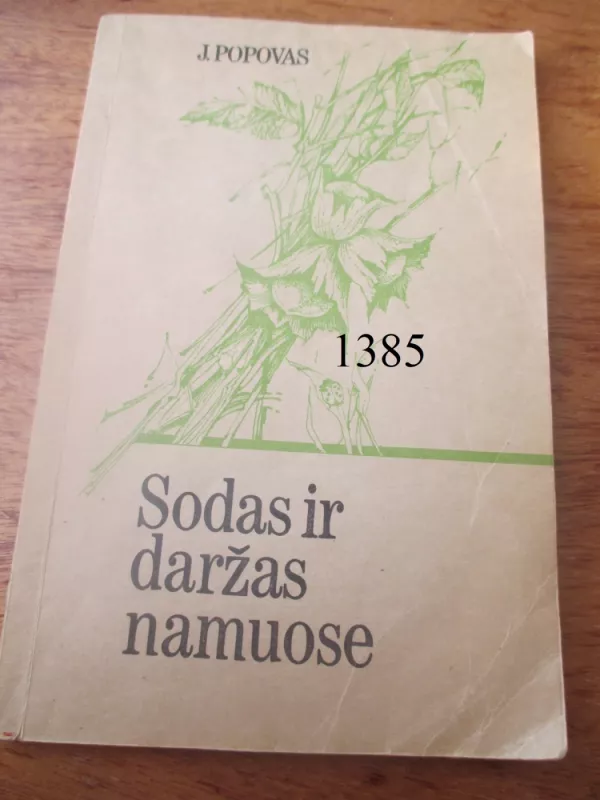 J. POPOVAS
1385
Sodas ir
daržas
namuose